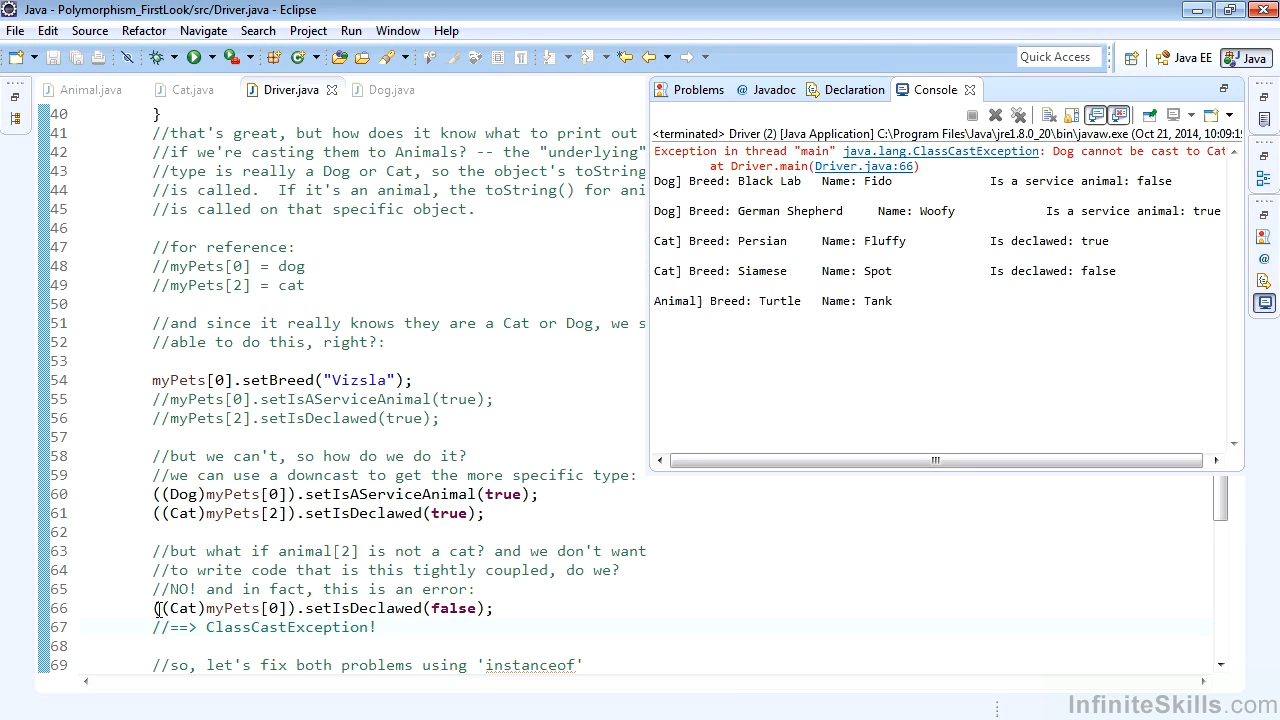 Java - Polymorphism_FirstLook/src/Driver.java - Eclipse
File Edit Source Refactor Navigate Search Project Run Window Help
Quick Access Java EE Java
Animal.java Cat.java Driver.java Dog.java
Problems @ Javadoc Declaration Console
<terminated> Driver (2) [Java Application] C:\Program Files\Java\jre1.8.0_20\bin\javaw.exe (Oct 21, 2014, 10:09:19
Exception in thread "main" java.lang.ClassCastException: Dog cannot be cast to Cat
at Driver.main(Driver.java:66)
Dog] Breed: Black Lab Name: Fido Is a service animal: false
Dog] Breed: German Shepherd Name: Woofy Is a service animal: true
Cat] Breed: Persian Name: Fluffy Is declawed: true
Cat] Breed: Siamese Name: Spot Is declawed: false
Animal] Breed: Turtle Name: Tank
40 }
41 //that's great, but how does it know what to print out
42 //if we're casting them to Animals? -- the "underlying"
43 //type is really a Dog or Cat, so the object's toString
44 //is called. If it's an animal, the toString() for ani
45 //is called on that specific object.
46
47 //for reference:
48 //myPets[0] = dog
49 //myPets[2] = cat
50
51 //and since it really knows they are a Cat or Dog, we s
52 //able to do this, right?:
53
54 myPets[0].setBreed("Vizsla");
55 //myPets[0].setIsAServiceAnimal(true);
56 //myPets[2].setIsDeclawed(true);
57
58 //but we can't, so how do we do it?
59 //we can use a downcast to get the more specific type:
60 ((Dog)myPets[0]).setIsAServiceAnimal(true);
61 ((Cat)myPets[2]).setIsDeclawed(true);
62
63 //but what if animal[2] is not a cat? and we don't want
64 //to write code that is this tightly coupled, do we?
65 //NO! and in fact, this is an error:
66 ((Cat)myPets[0]).setIsDeclawed(false);
67 //==> ClassCastException!
68
69 //so, let's fix both problems using 'instanceof'
InfiniteSkills.com